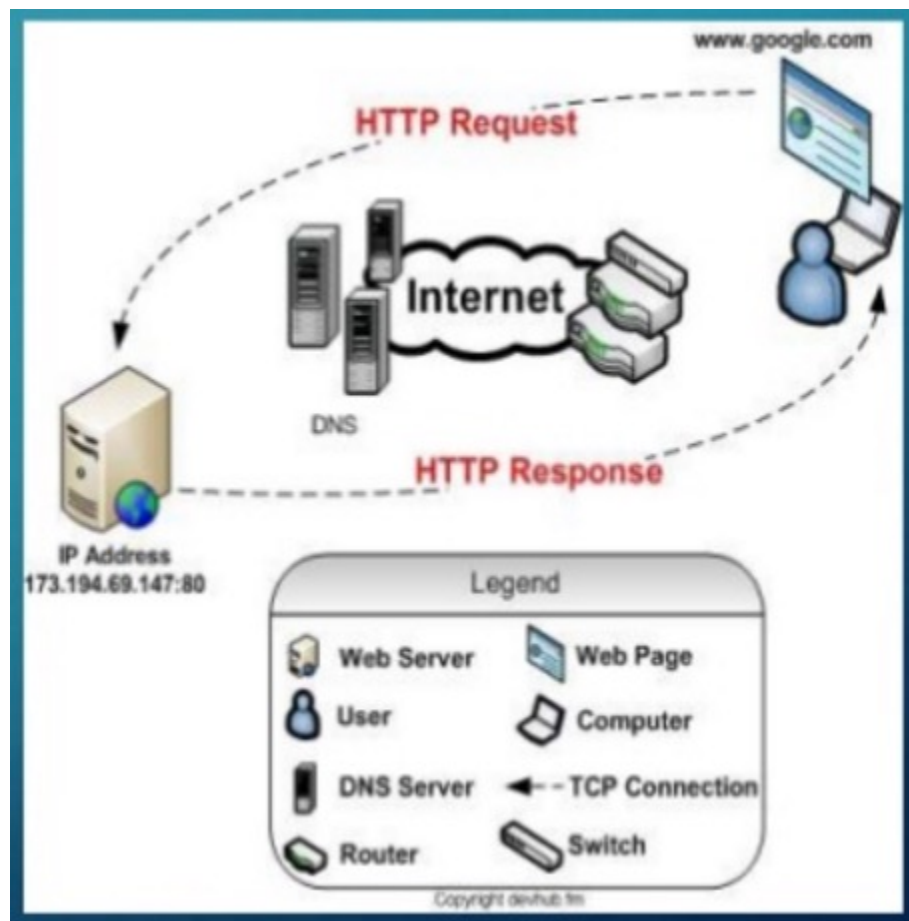 www.google.com
HTTP Request
Internet
DNS
HTTP Response
IP Address
173.194.69.147:80
Legend
Web Server
Web Page
User
Computer
DNS Server
TCP Connection
Router
Switch
Copyright devhub.fm